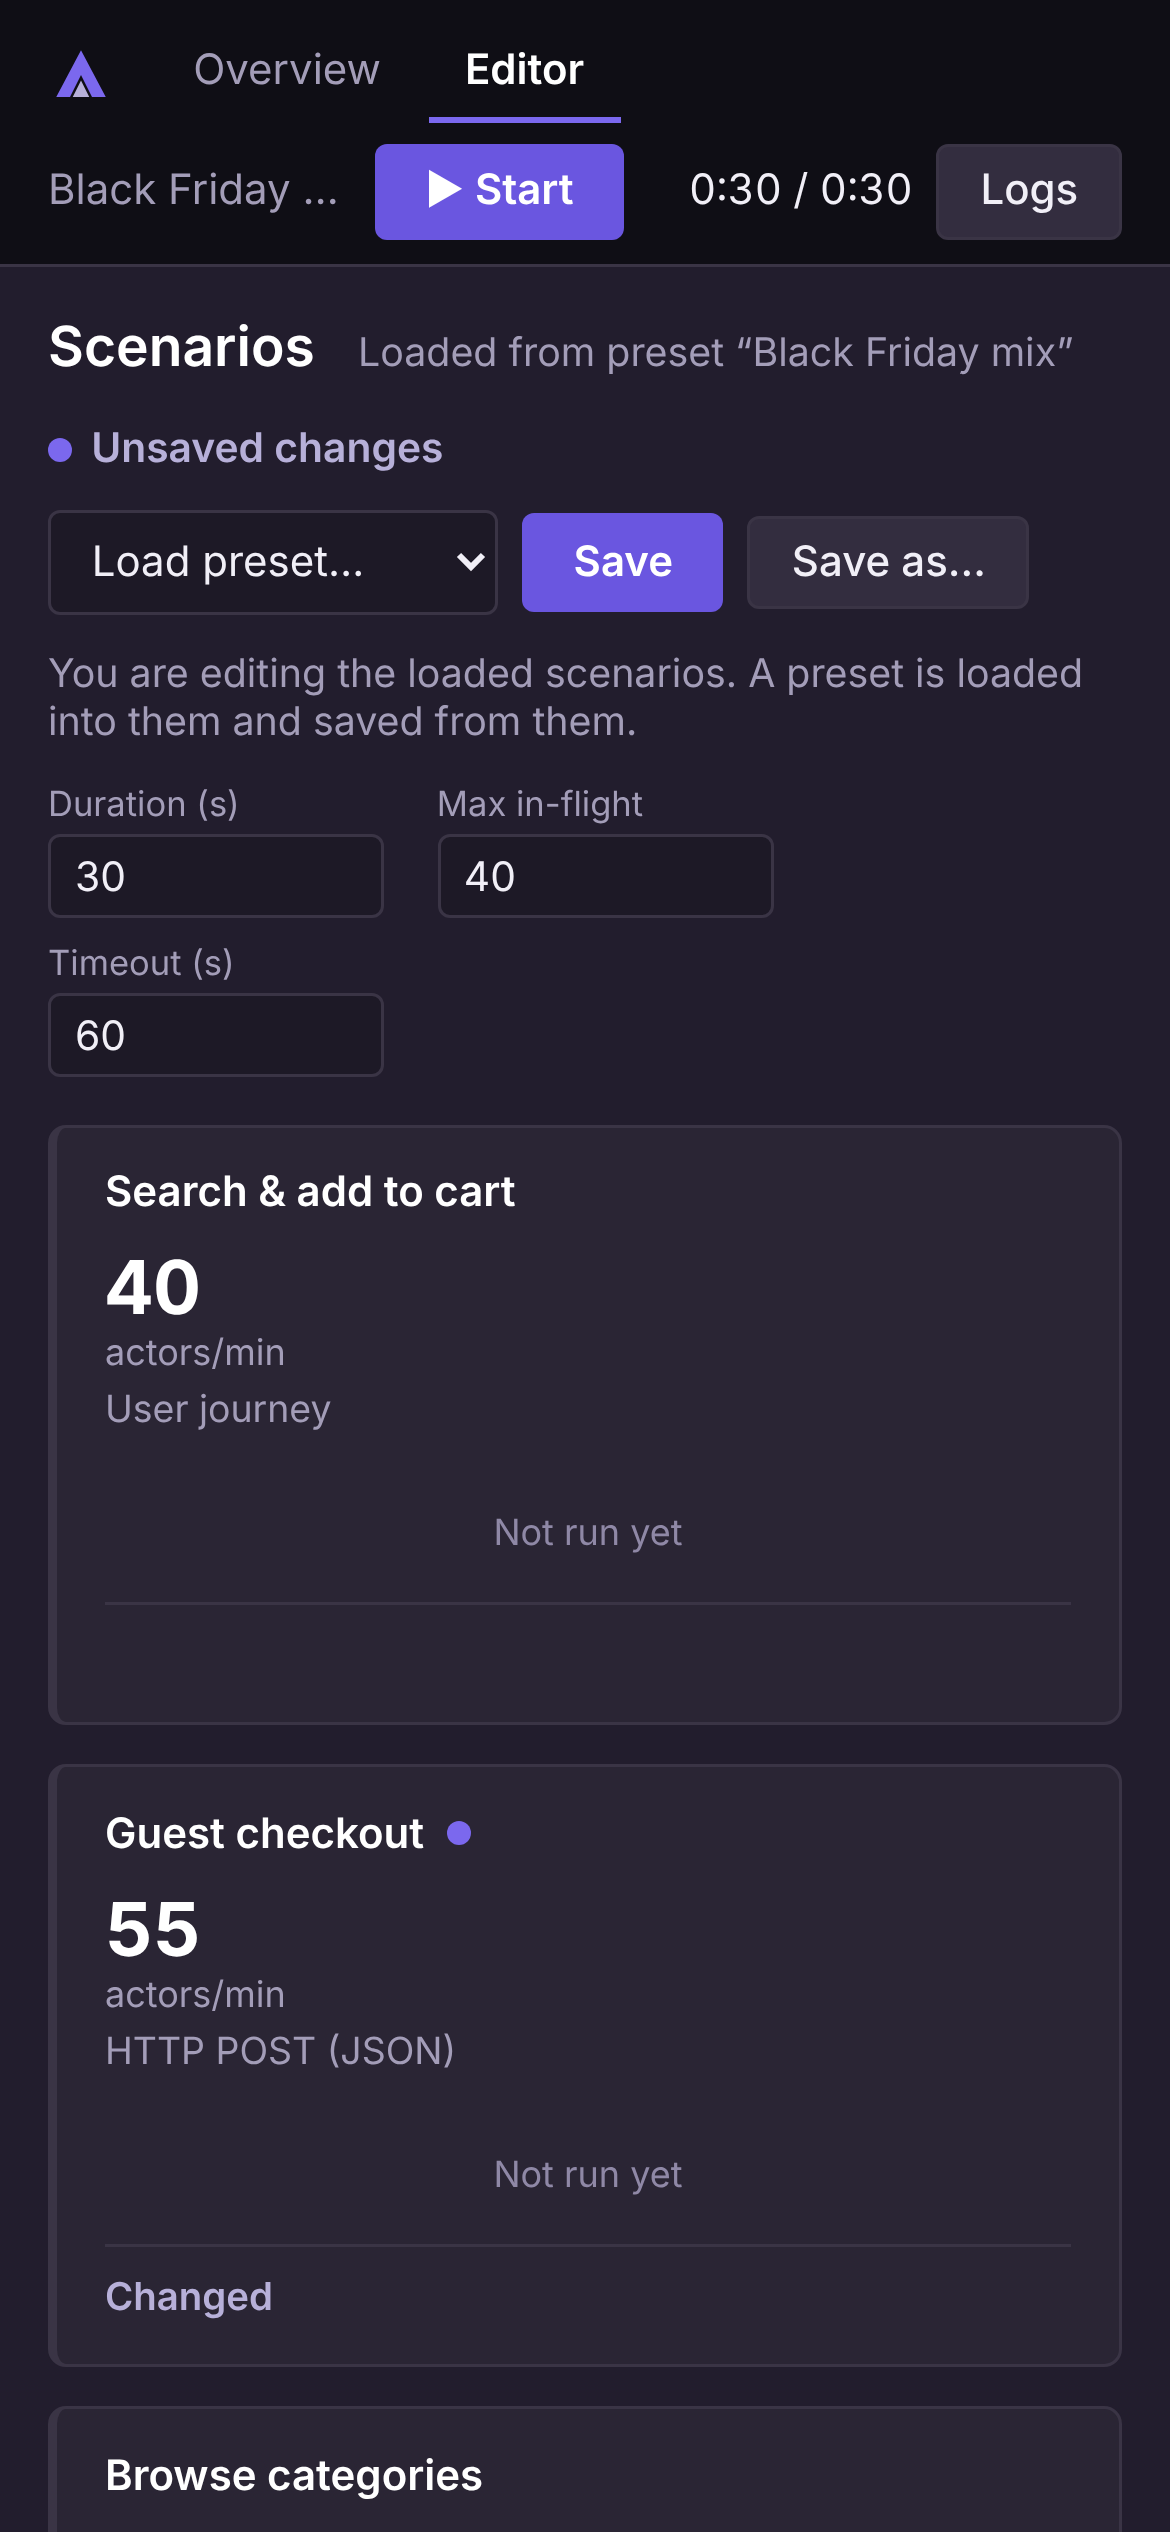 Overview Editor
Black Friday ... Start 0:30 / 0:30 Logs
Scenarios Loaded from preset “Black Friday mix”
Unsaved changes
Load preset... Save Save as...
You are editing the loaded scenarios. A preset is loaded
into them and saved from them.
Duration (s) Max in-flight
30 40
Timeout (s)
60
Search & add to cart
40
actors/min
User journey
Not run yet
Guest checkout
55
actors/min
HTTP POST (JSON)
Not run yet
Changed
Browse categories